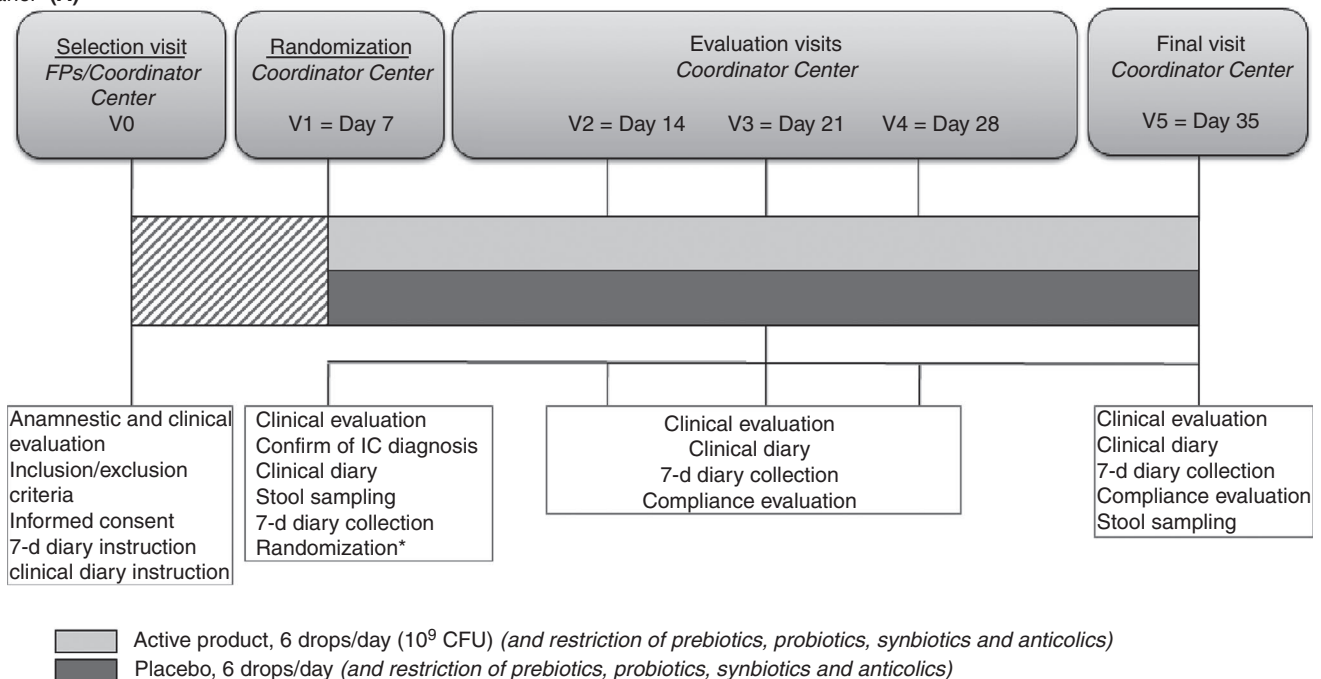 Selection visit
FPs/Coordinator
Center
V0
Randomization
Coordinator Center
V1 = Day 7
Evaluation visits
Coordinator Center
V2 = Day 14 V3 = Day 21 V4 = Day 28
Final visit
Coordinator Center
V5 = Day 35
Anamnestic and clinical
evaluation
Inclusion/exclusion
criteria
Informed consent
7-d diary instruction
clinical diary instruction
Clinical evaluation
Confirm of IC diagnosis
Clinical diary
Stool sampling
7-d diary collection
Randomization*
Clinical evaluation
Clinical diary
7-d diary collection
Compliance evaluation
Clinical evaluation
Clinical diary
7-d diary collection
Compliance evaluation
Stool sampling
Active product, 6 drops/day (10⁹ CFU) (and restriction of prebiotics, probiotics, synbiotics and anticolics)
Placebo, 6 drops/day (and restriction of prebiotics, probiotics, synbiotics and anticolics)